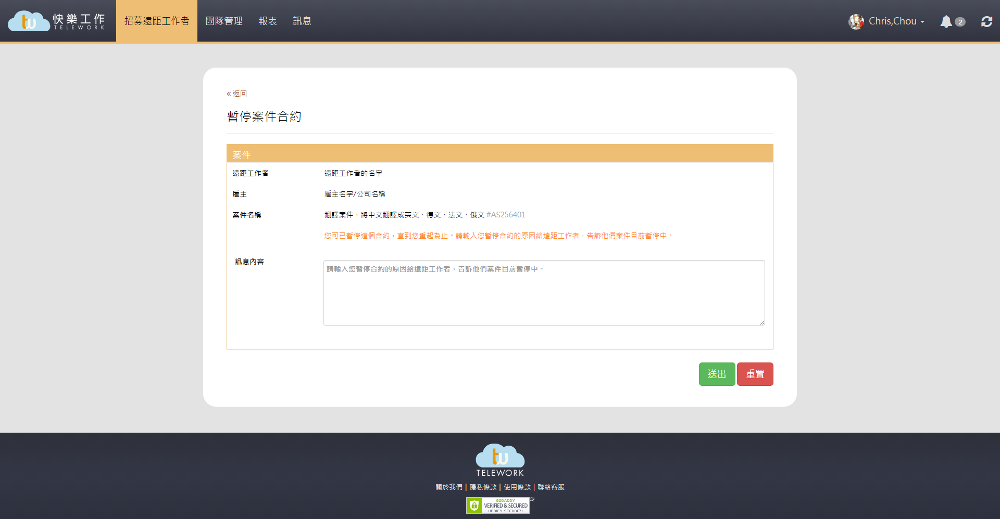 tw 快樂工作 TELEWORK 招募遠距工作者 團隊管理 報表 訊息 Chris,Chou 2
« 返回
暫停案件合約
案件
遠距工作者 遠距工作者的名字
雇主 雇主名字/公司名稱
案件名稱 翻譯案件，將中文翻譯成英文、德文、法文、俄文 #AS256401
您可已暫停這個合約，直到您重起為止。請輸入您暫停合約的原因給遠距工作者，告訴他們案件目前暫停中。
訊息內容 請輸入您暫停合約的原因給遠距工作者，告訴他們案件目前暫停中。
送出 重置
tw
TELEWORK
關於我們 | 隱私條款 | 使用條款 | 聯絡客服
GODADDY
VERIFIED & SECURED
VERIFY SECURITY